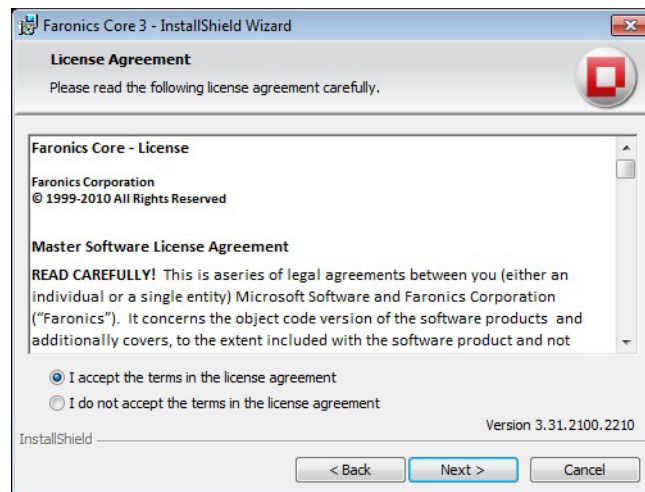 Faronics Core 3 - InstallShield Wizard
License Agreement
Please read the following license agreement carefully.
Faronics Core - License
Faronics Corporation
© 1999-2010 All Rights Reserved
Master Software License Agreement
READ CAREFULLY! This is aseries of legal agreements between you (either an
individual or a single entity) Microsoft Software and Faronics Corporation
("Faronics"). It concerns the object code version of the software products and
additionally covers, to the extent included with the software product and not
I accept the terms in the license agreement
I do not accept the terms in the license agreement
Version 3.31.2100.2210
InstallShield
< Back
Next >
Cancel